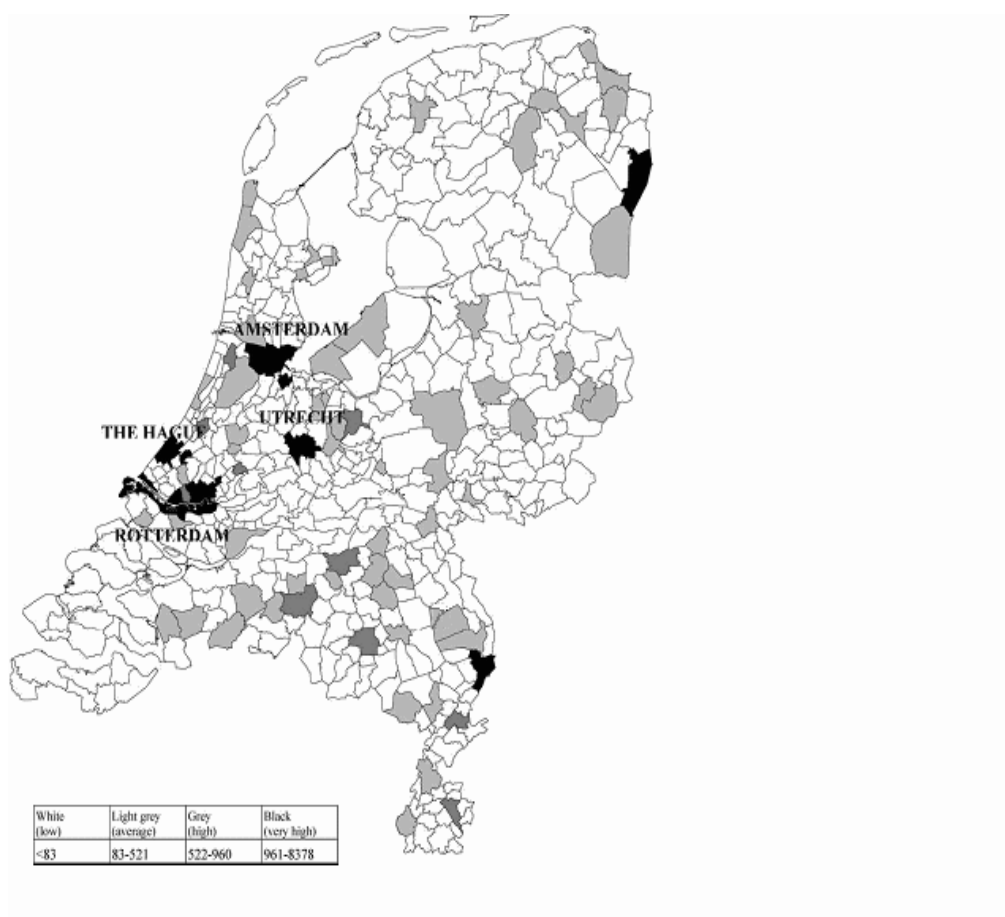 AMSTERDAM
UTRECHT
THE HAGUE
ROTTERDAM
White (low) Light grey (average) Grey (high) Black (very high)
<83 83-521 522-960 961-8378